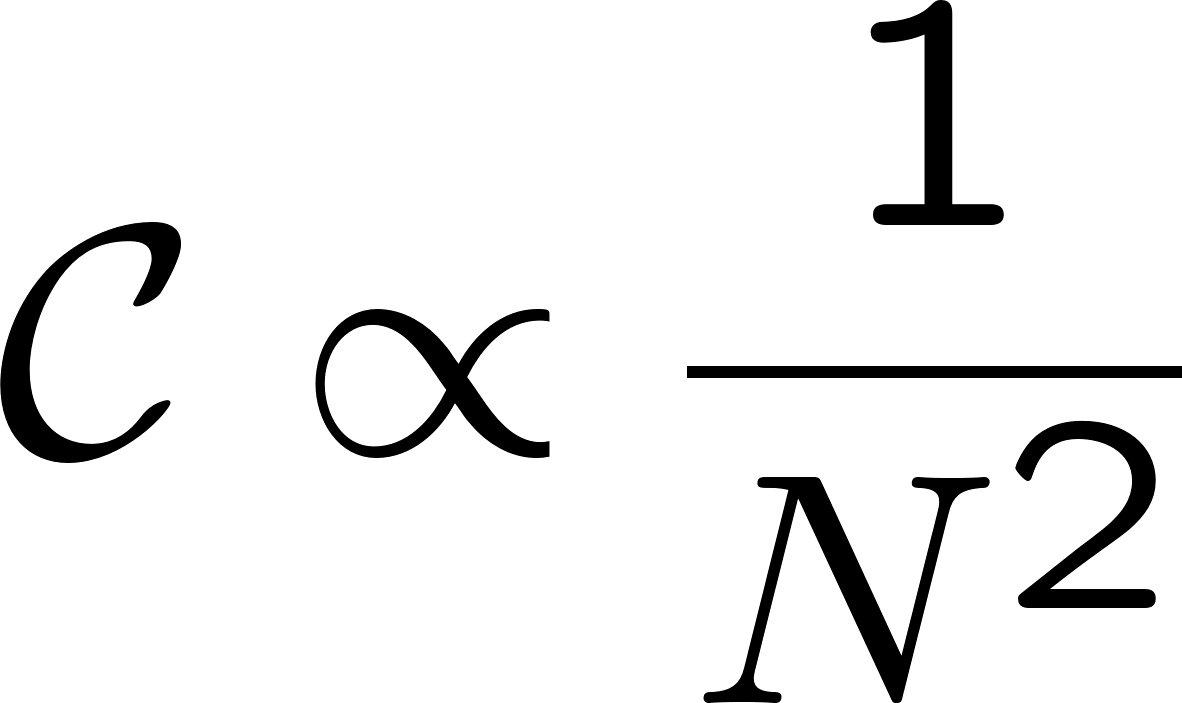 𝒞 ∝ 1/N²